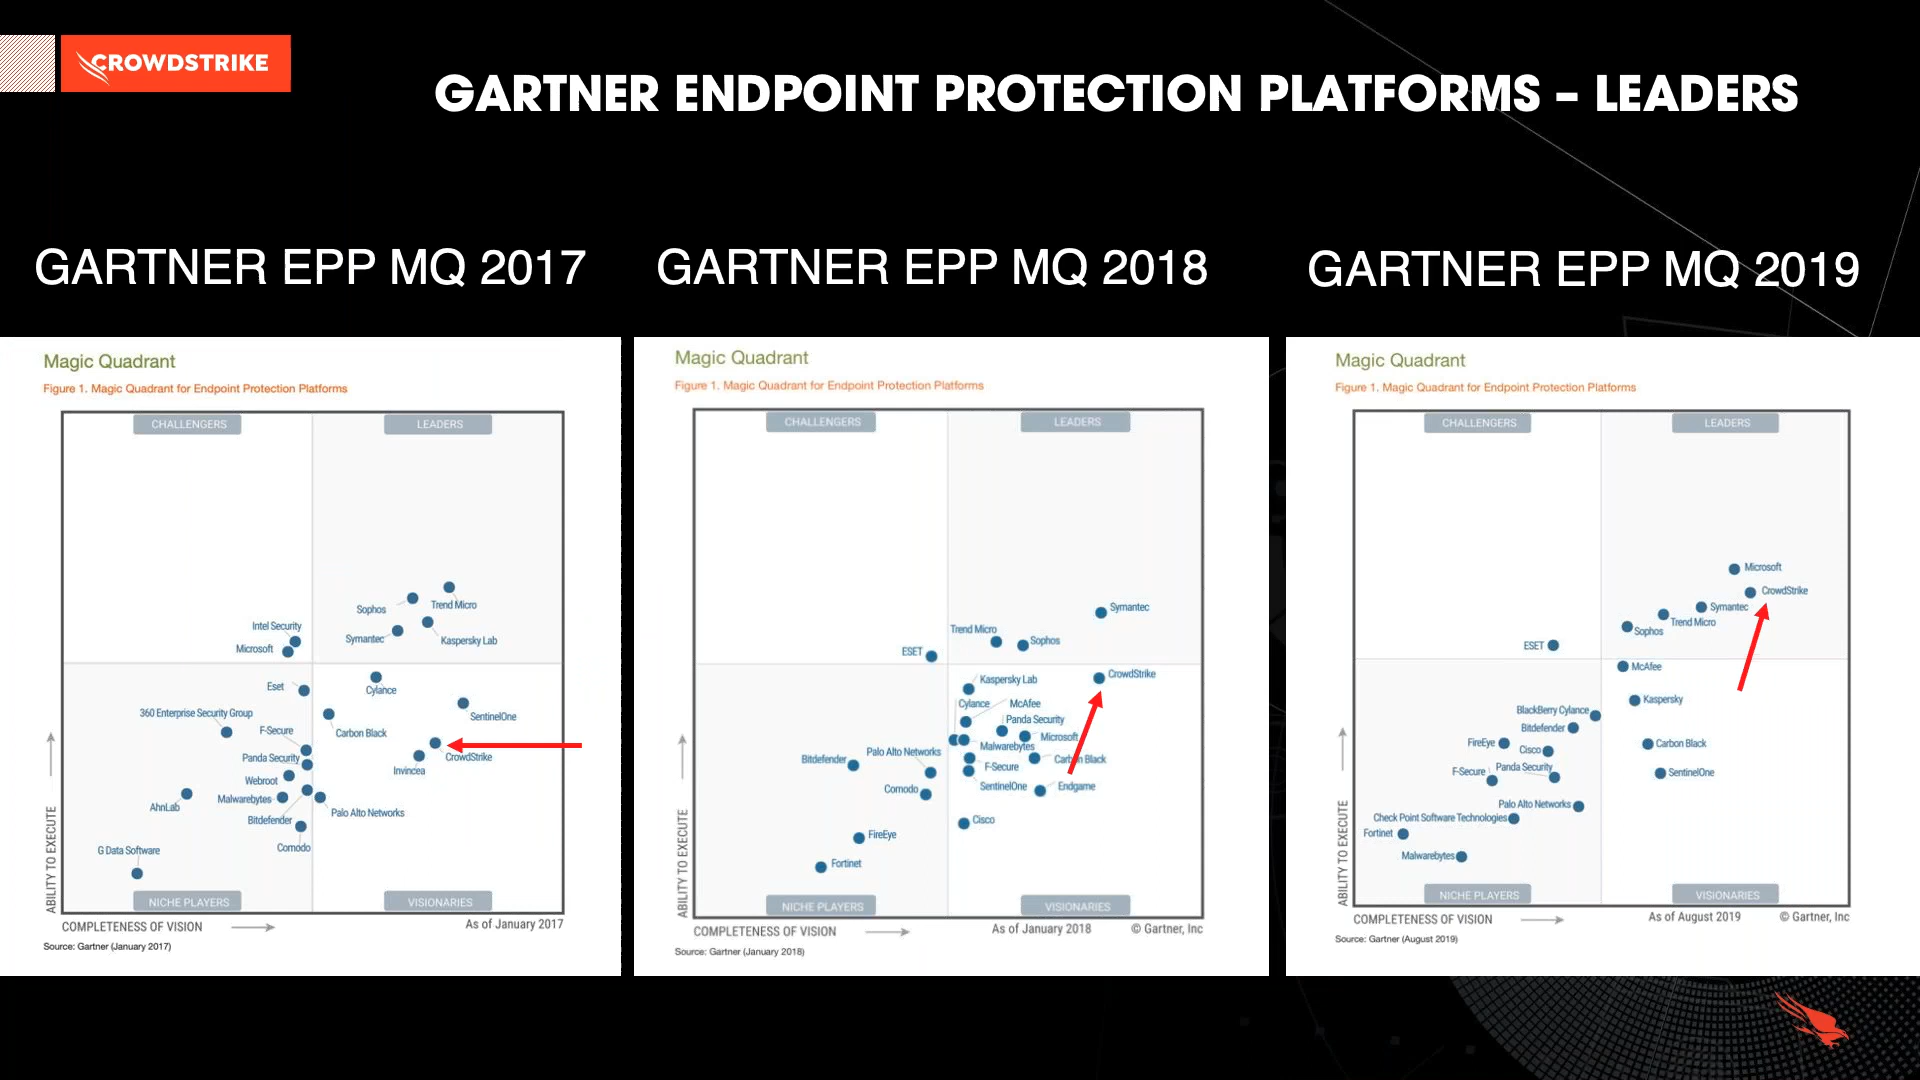 CROWDSTRIKE
GARTNER ENDPOINT PROTECTION PLATFORMS – LEADERS
GARTNER EPP MQ 2017
GARTNER EPP MQ 2018
GARTNER EPP MQ 2019
Magic Quadrant
Figure 1. Magic Quadrant for Endpoint Protection Platforms
CHALLENGERS
LEADERS
Sophos
Trend Micro
Intel Security
Symantec
Kaspersky Lab
Microsoft
Eset
Cylance
360 Enterprise Security Group
SentinelOne
F-Secure
Carbon Black
Panda Security
CrowdStrike
Invincea
Webroot
Malwarebytes
AhnLab
Palo Alto Networks
Bitdefender
Comodo
G Data Software
NICHE PLAYERS
VISIONARIES
ABILITY TO EXECUTE
COMPLETENESS OF VISION
As of January 2017
Source: Gartner (January 2017)
Magic Quadrant
Figure 1. Magic Quadrant for Endpoint Protection Platforms
CHALLENGERS
LEADERS
Symantec
Trend Micro
Sophos
ESET
CrowdStrike
Kaspersky Lab
Cylance
McAfee
Panda Security
Microsoft
Malwarebytes
Palo Alto Networks
Bitdefender
Carbon Black
F-Secure
SentinelOne
Endgame
Comodo
Cisco
FireEye
Fortinet
NICHE PLAYERS
VISIONARIES
ABILITY TO EXECUTE
COMPLETENESS OF VISION
As of January 2018
© Gartner, Inc
Source: Gartner (January 2018)
Magic Quadrant
Figure 1. Magic Quadrant for Endpoint Protection Platforms
CHALLENGERS
LEADERS
Microsoft
CrowdStrike
Symantec
Trend Micro
Sophos
ESET
McAfee
Kaspersky
BlackBerry Cylance
Bitdefender
FireEye
Cisco
Carbon Black
F-Secure
Panda Security
SentinelOne
Palo Alto Networks
Check Point Software Technologies
Fortinet
Malwarebytes
NICHE PLAYERS
VISIONARIES
ABILITY TO EXECUTE
COMPLETENESS OF VISION
As of August 2019
© Gartner, Inc
Source: Gartner (August 2019)